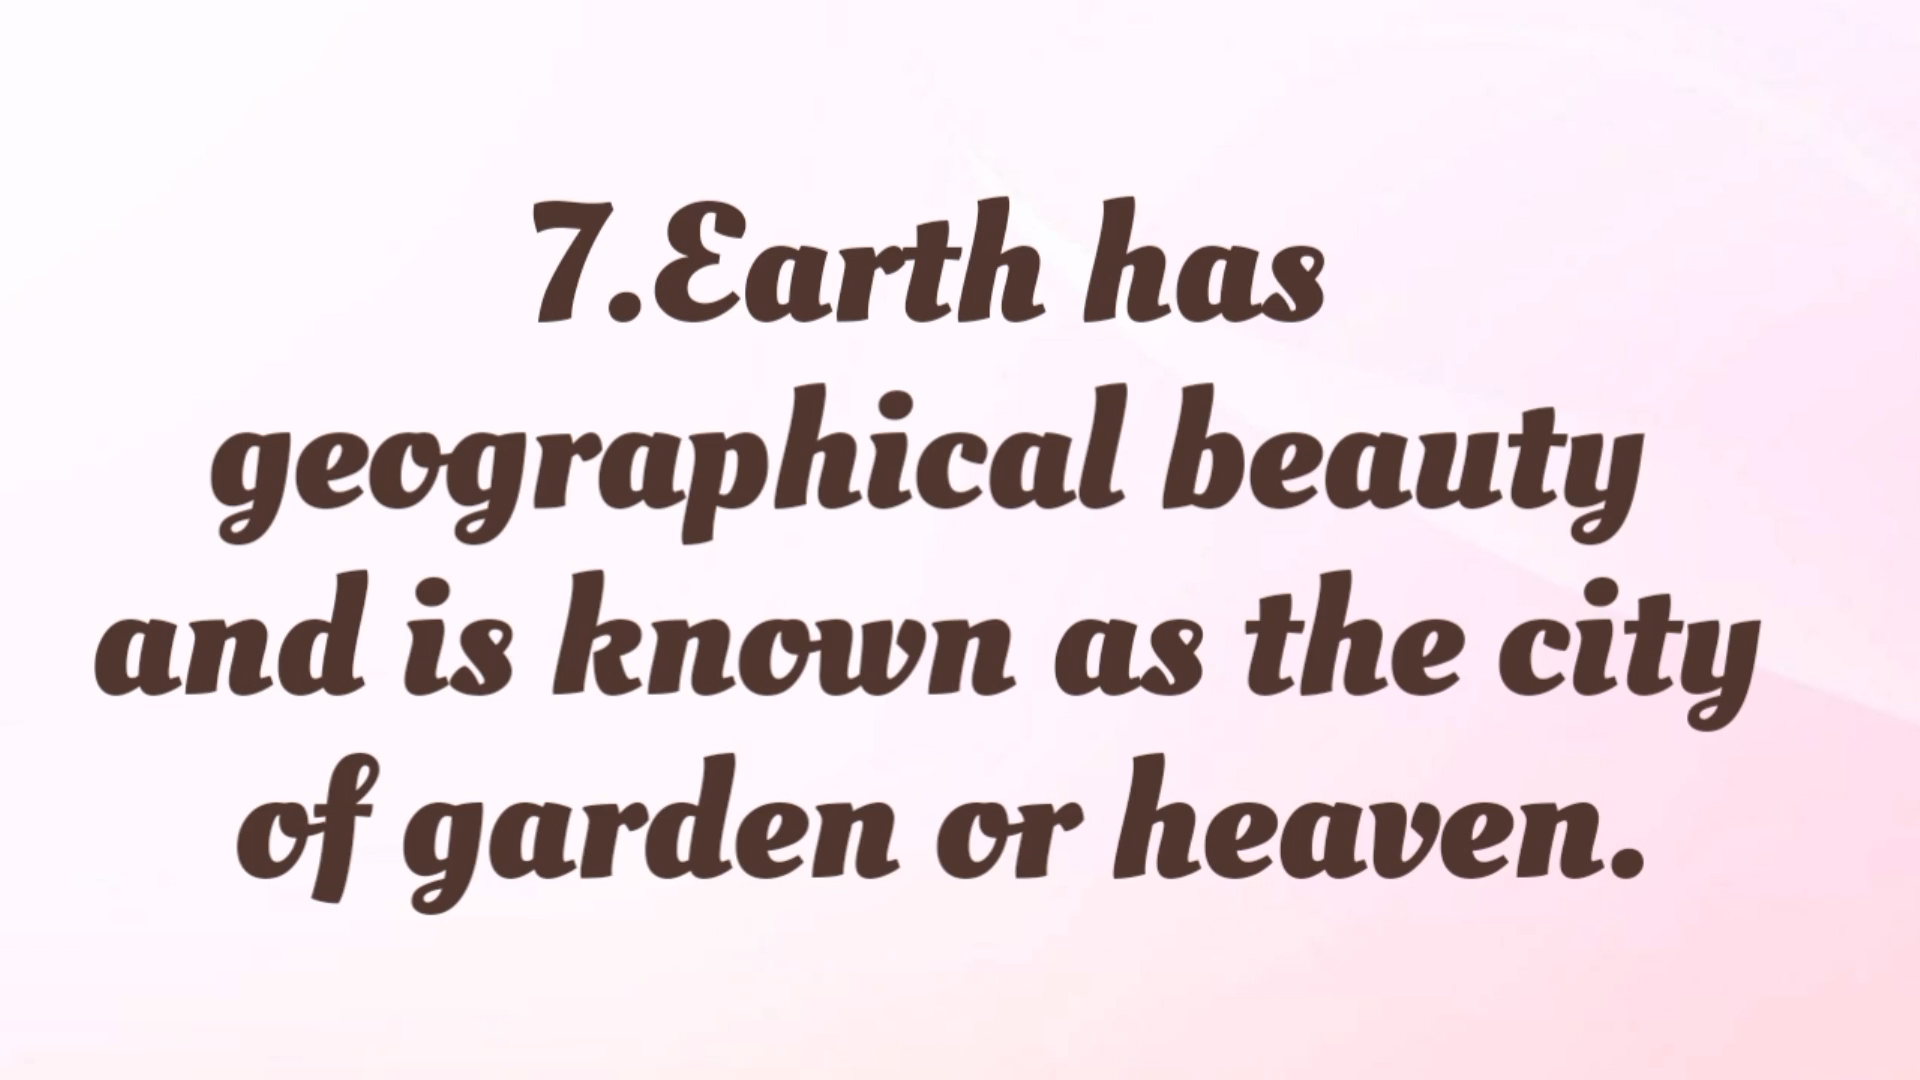 7.Earth has
geographical beauty
and is known as the city
of garden or heaven.